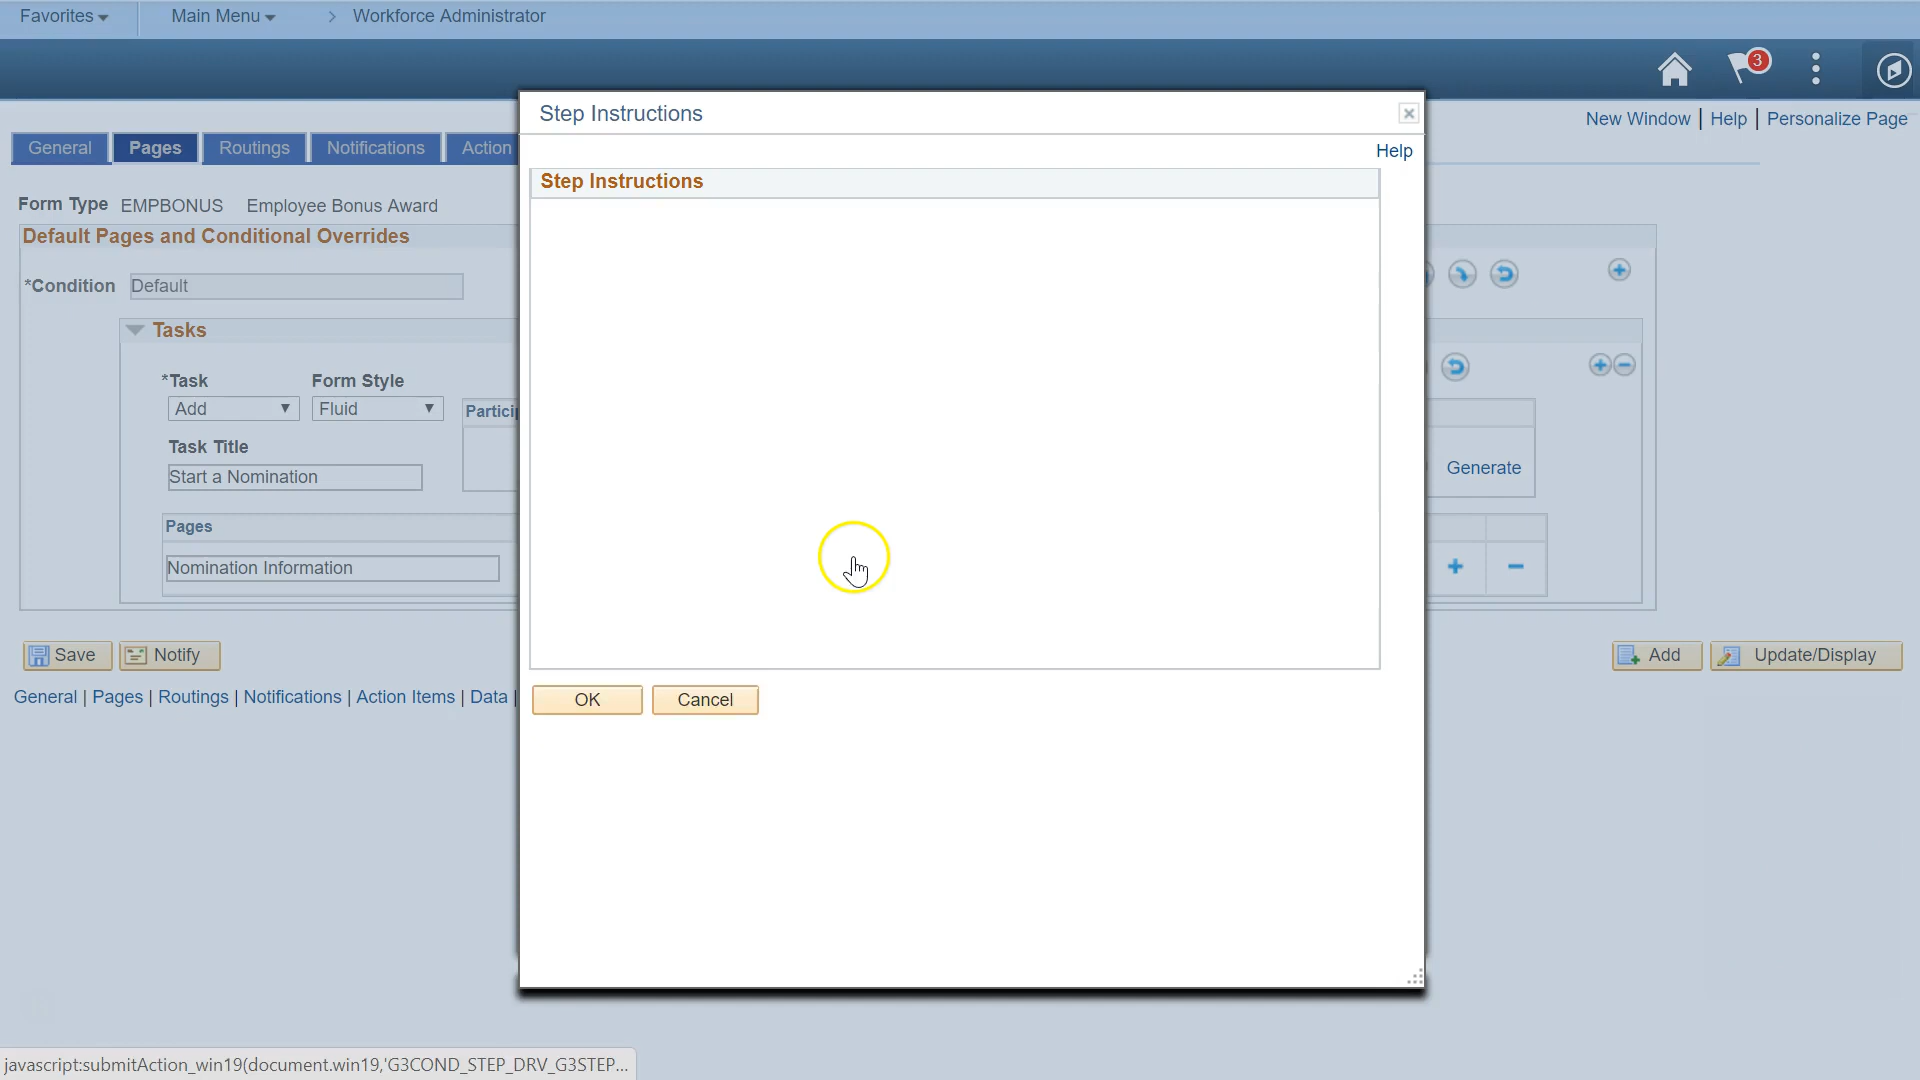 Favorites Main Menu > Workforce Administrator
3
New Window | Help | Personalize Page
General Pages Routings Notifications Action
Form Type EMPBONUS Employee Bonus Award
Default Pages and Conditional Overrides
*Condition Default
Tasks
*Task Form Style
Add Fluid
Task Title
Start a Nomination
Pages
Nomination Information
Generate
Save Notify
Add Update/Display
General | Pages | Routings | Notifications | Action Items | Data |
Step Instructions
Help
Step Instructions
OK Cancel
javascript:submitAction_win19(document.win19,'G3COND_STEP_DRV_G3STEP...